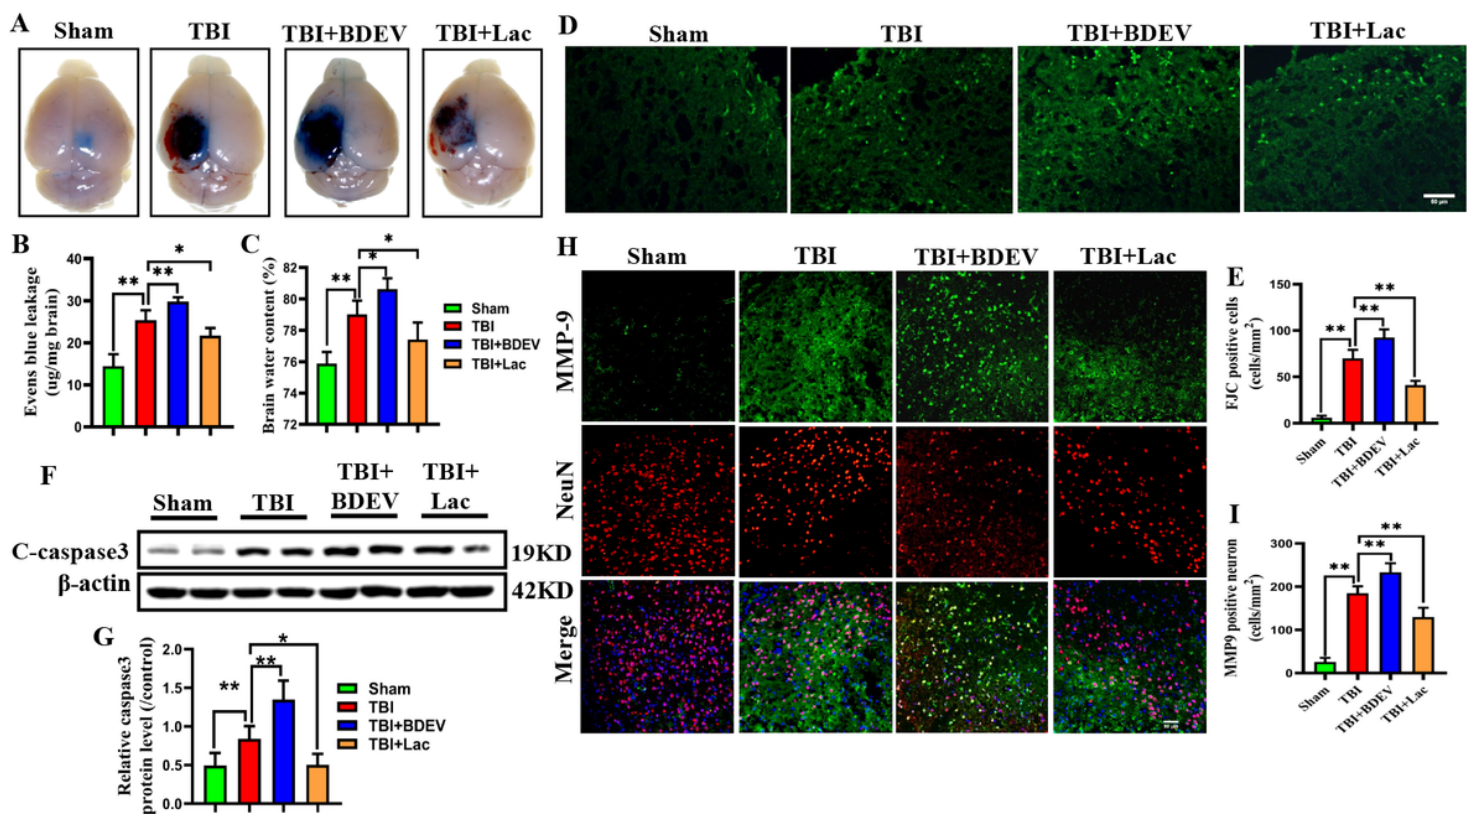 A
Sham
TBI
TBI+BDEV
TBI+Lac
D
Sham
TBI
TBI+BDEV
TBI+Lac
50 μm
B
Evens blue leakage
(ug/mg brain)
40
30
20
10
0
**
**
*
C
Brain water content (%)
82
80
78
76
74
72
**
*
*
Sham
TBI
TBI+BDEV
TBI+Lac
H
Sham
TBI
TBI+BDEV
TBI+Lac
MMP-9
NeuN
Merge
E
FJC positive cells
(cells/mm²)
150
100
50
0
**
**
**
Sham
TBI
TBI+BDEV
TBI+Lac
F
Sham
TBI
TBI+
BDEV
TBI+
Lac
C-caspase3
19KD
β-actin
42KD
G
Relative caspase3
protein level (/control)
2.0
1.5
1.0
0.5
0.0
**
**
*
Sham
TBI
TBI+BDEV
TBI+Lac
I
MMP9 positive neuron
(cells/mm²)
300
200
100
0
**
**
**
Sham
TBI
TBI+BDEV
TBI+Lac